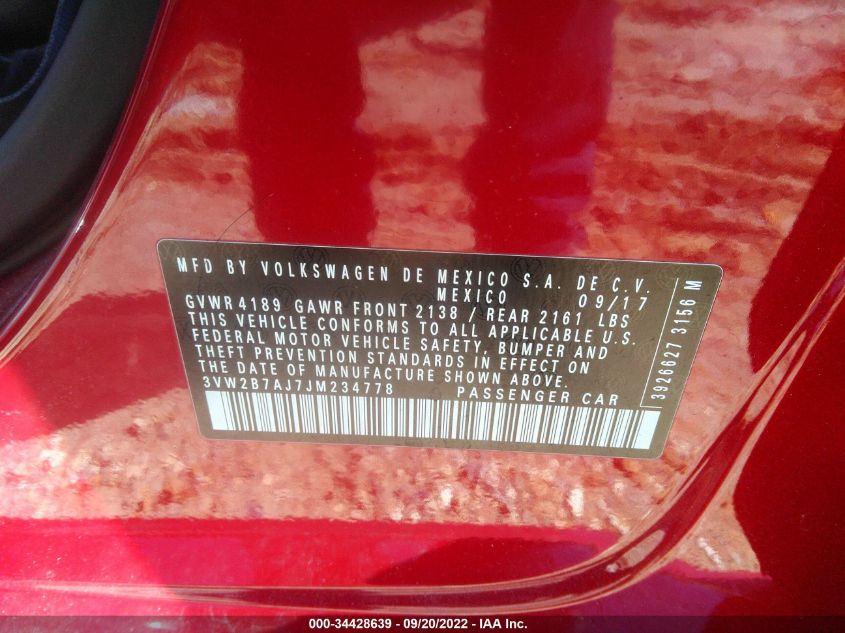 MFD BY VOLKSWAGEN DE MEXICO S.A. DE C.V.
MEXICO 09/17
GVWR 4189 GAWR FRONT 2138 / REAR 2161 LBS
THIS VEHICLE CONFORMS TO ALL APPLICABLE U.S.
FEDERAL MOTOR VEHICLE SAFETY, BUMPER AND
THEFT PREVENTION STANDARDS IN EFFECT ON
THE DATE OF MANUFACTURE SHOWN ABOVE.
3VW2B7AJ7JM234778 PASSENGER CAR
3926627 3156 M
000-34428639 - 09/20/2022 - IAA Inc.